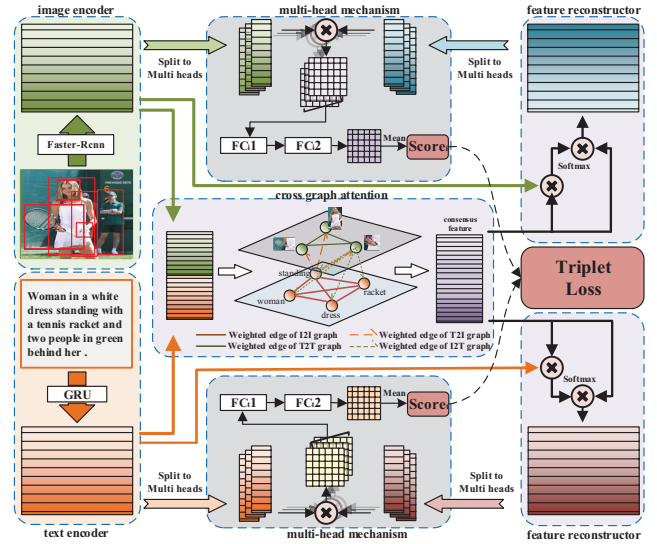 image encoder
multi-head mechanism
feature reconstructor
Split to
Multi heads
Split to
Multi heads
Faster-Rcnn
FCi1
FCi2
Mean
Score
Softmax
cross graph attention
consensus
feature
standing
woman
racket
dress
Weighted edge of I2I graph
Weighted edge of T2I graph
Weighted edge of T2T graph
Weighted edge of I2T graph
Triplet
Loss
Woman in a white
dress standing with
a tennis racket and
two people in green
behind her .
GRU
FCi1
FCi2
Mean
Score
Softmax
Split to
Multi heads
Split to
Multi heads
text encoder
multi-head mechanism
feature reconstructor